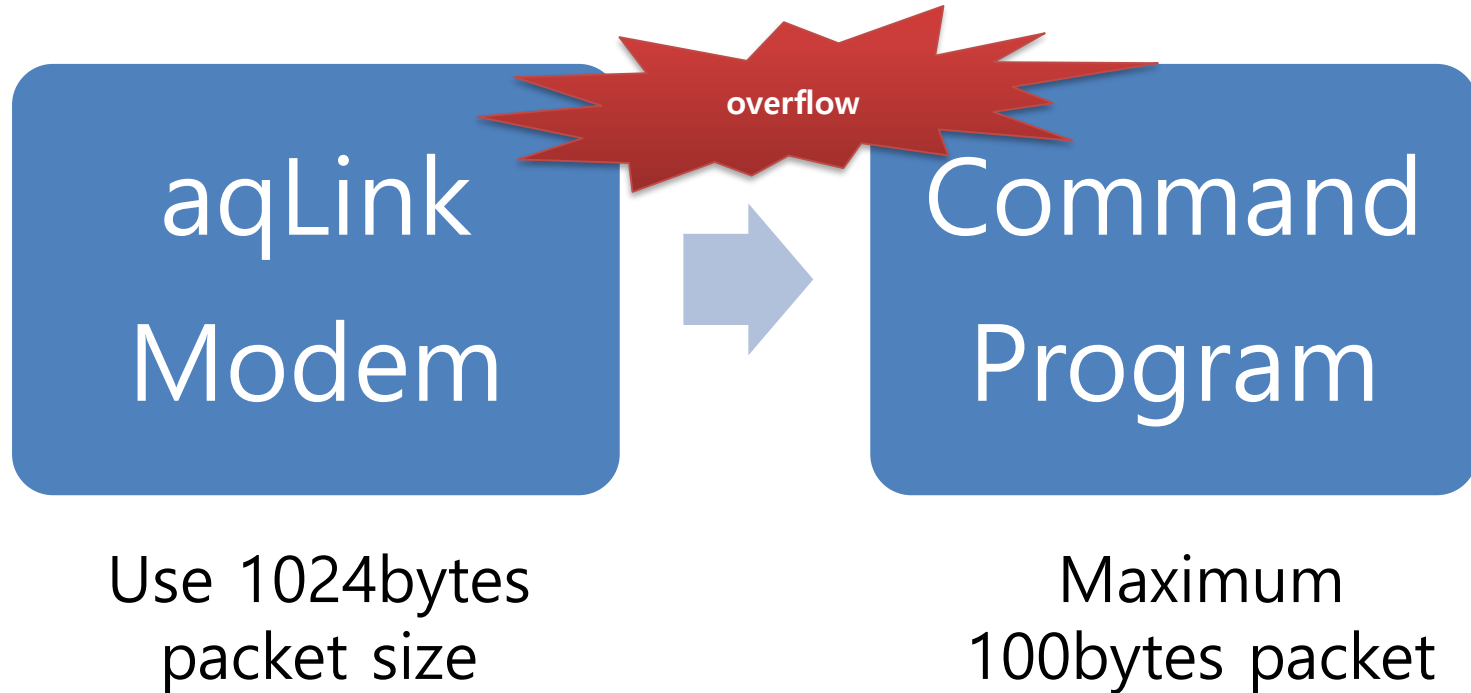 overflow
aqLink
Modem
Command
Program
Use 1024bytes
packet size
Maximum
100bytes packet